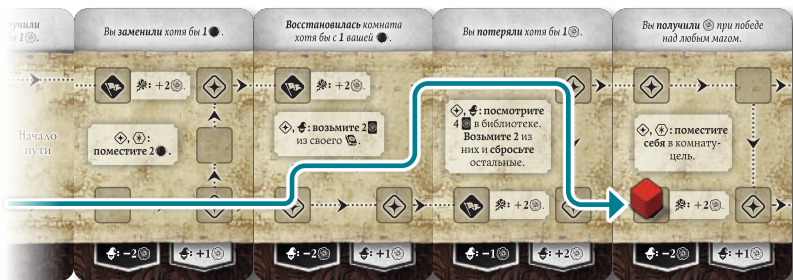 лучили
бы 1
Начало
пути
Вы заменили хотя бы 1
: +2
, :
поместите 2
: -2
: +1
Восстановилась комната
хотя бы с 1 вашей
: +2
, : возьмите 2
из своего
: -2
: +1
Вы потеряли хотя бы 1
, : посмотрите
4 в библиотеке.
Возьмите 2 из
них и сбросьте
остальные.
: +2
: -1
: +2
Вы получили при победе
над любым магом.
, : поместите
себя в комнату-
цель.
: +2
: -2
: +1